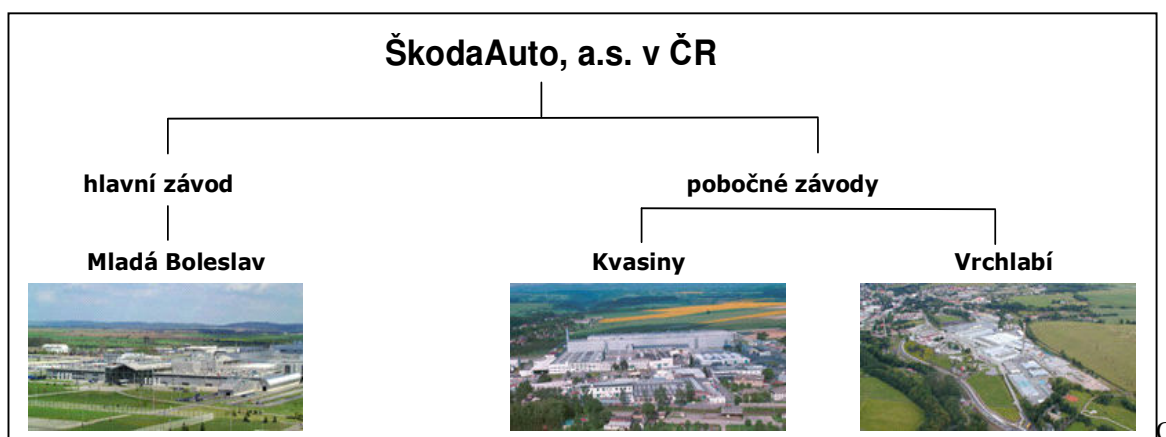 ŠkodaAuto, a.s. v ČR
hlavní závod
pobočné závody
Mladá Boleslav
Kvasiny
Vrchlabí